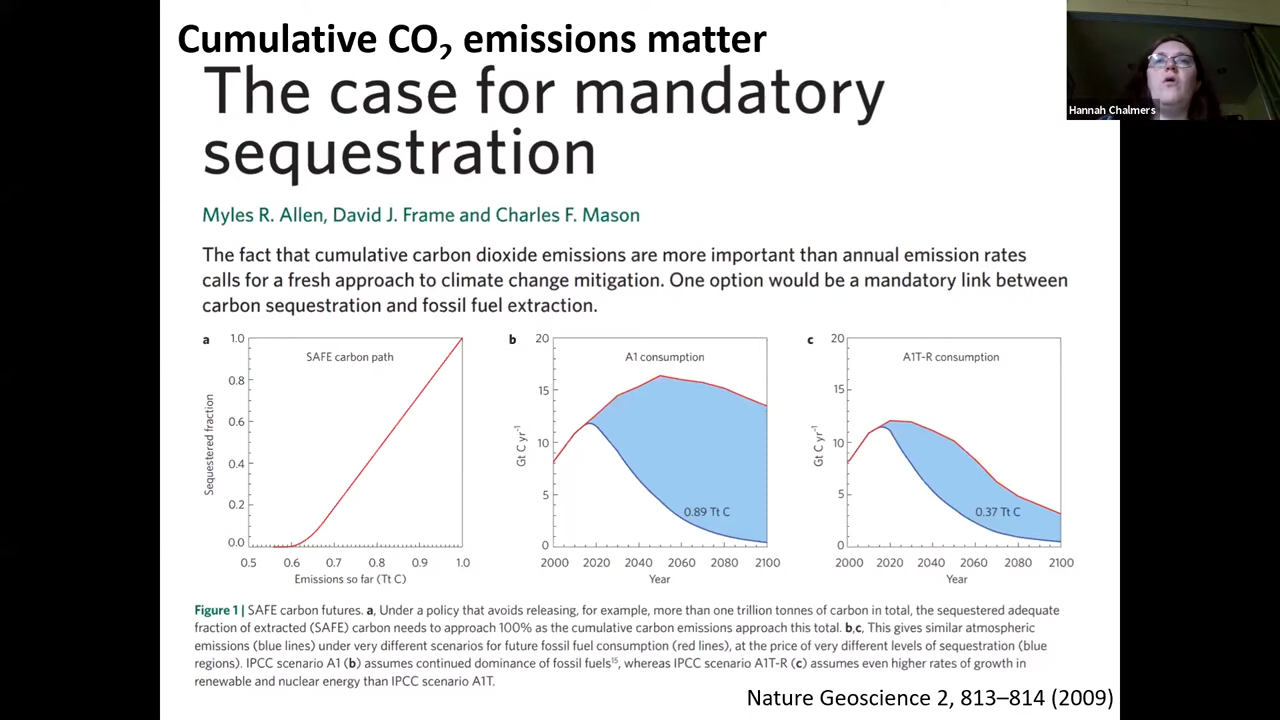 Cumulative CO₂ emissions matter
Hannah Chalmers
The case for mandatory
sequestration
Myles R. Allen, David J. Frame and Charles F. Mason
The fact that cumulative carbon dioxide emissions are more important than annual emission rates
calls for a fresh approach to climate change mitigation. One option would be a mandatory link between
carbon sequestration and fossil fuel extraction.
a
SAFE carbon path
1.0
0.8
0.6
0.4
0.2
0.0
Sequestered fraction
0.5 0.6 0.7 0.8 0.9 1.0
Emissions so far (Tt C)
b
A1 consumption
20
15
10
5
0
Gt C yr⁻¹
0.89 Tt C
2000 2020 2040 2060 2080 2100
Year
c
A1T-R consumption
20
15
10
5
0
Gt C yr⁻¹
0.37 Tt C
2000 2020 2040 2060 2080 2100
Year
Figure 1 | SAFE carbon futures. a, Under a policy that avoids releasing, for example, more than one trillion tonnes of carbon in total, the sequestered adequate
fraction of extracted (SAFE) carbon needs to approach 100% as the cumulative carbon emissions approach this total. b,c, This gives similar atmospheric
emissions (blue lines) under very different scenarios for future fossil fuel consumption (red lines), at the price of very different levels of sequestration (blue
regions). IPCC scenario A1 (b) assumes continued dominance of fossil fuels¹⁵, whereas IPCC scenario A1T-R (c) assumes even higher rates of growth in
renewable and nuclear energy than IPCC scenario A1T.
Nature Geoscience 2, 813–814 (2009)